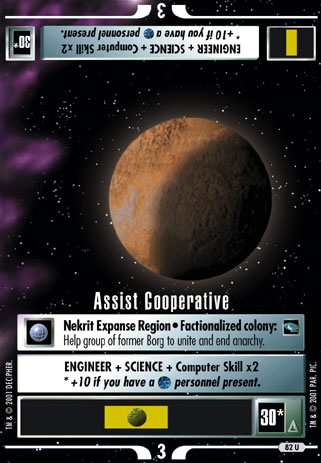 3
ENGINEER + SCIENCE + Computer Skill x2
* +10 if you have a personnel present.
30*
Assist Cooperative
Nekrit Expanse Region • Factionalized colony:
Help group of former Borg to unite and end anarchy.
ENGINEER + SCIENCE + Computer Skill x2
* +10 if you have a personnel present.
30*
3
82 U
TM & © 2001 DECIPHER.
TM & © 2001 PAR. PIC.